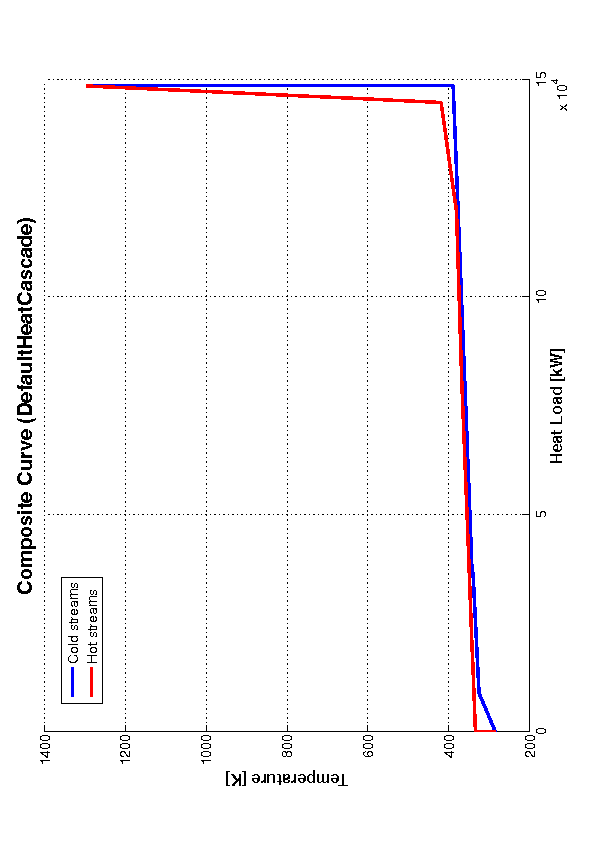 Composite Curve (DefaultHeatCascade)
Cold streams
Hot streams
1400
1200
1000
800
600
400
200
Temperature [K]
0
5
10
15
x 10^4
Heat Load [kW]